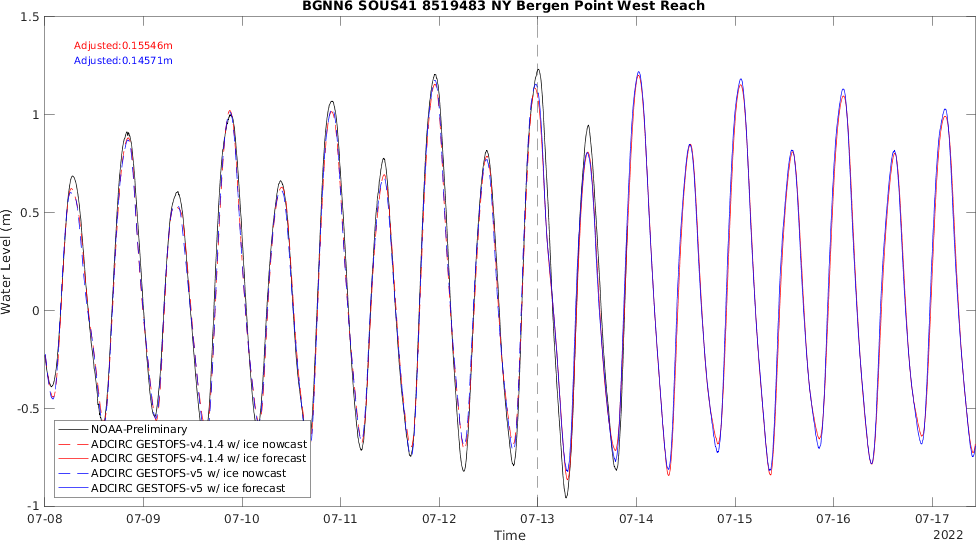 BGNN6 SOUS41 8519483 NY Bergen Point West Reach
Adjusted:0.15546m
Adjusted:0.14571m
1.5
1
0.5
0
-0.5
-1
Water Level (m)
NOAA-Preliminary
ADCIRC GESTOFS-v4.1.4 w/ ice nowcast
ADCIRC GESTOFS-v4.1.4 w/ ice forecast
ADCIRC GESTOFS-v5 w/ ice nowcast
ADCIRC GESTOFS-v5 w/ ice forecast
07-08 07-09 07-10 07-11 07-12 07-13 07-14 07-15 07-16 07-17
Time
2022